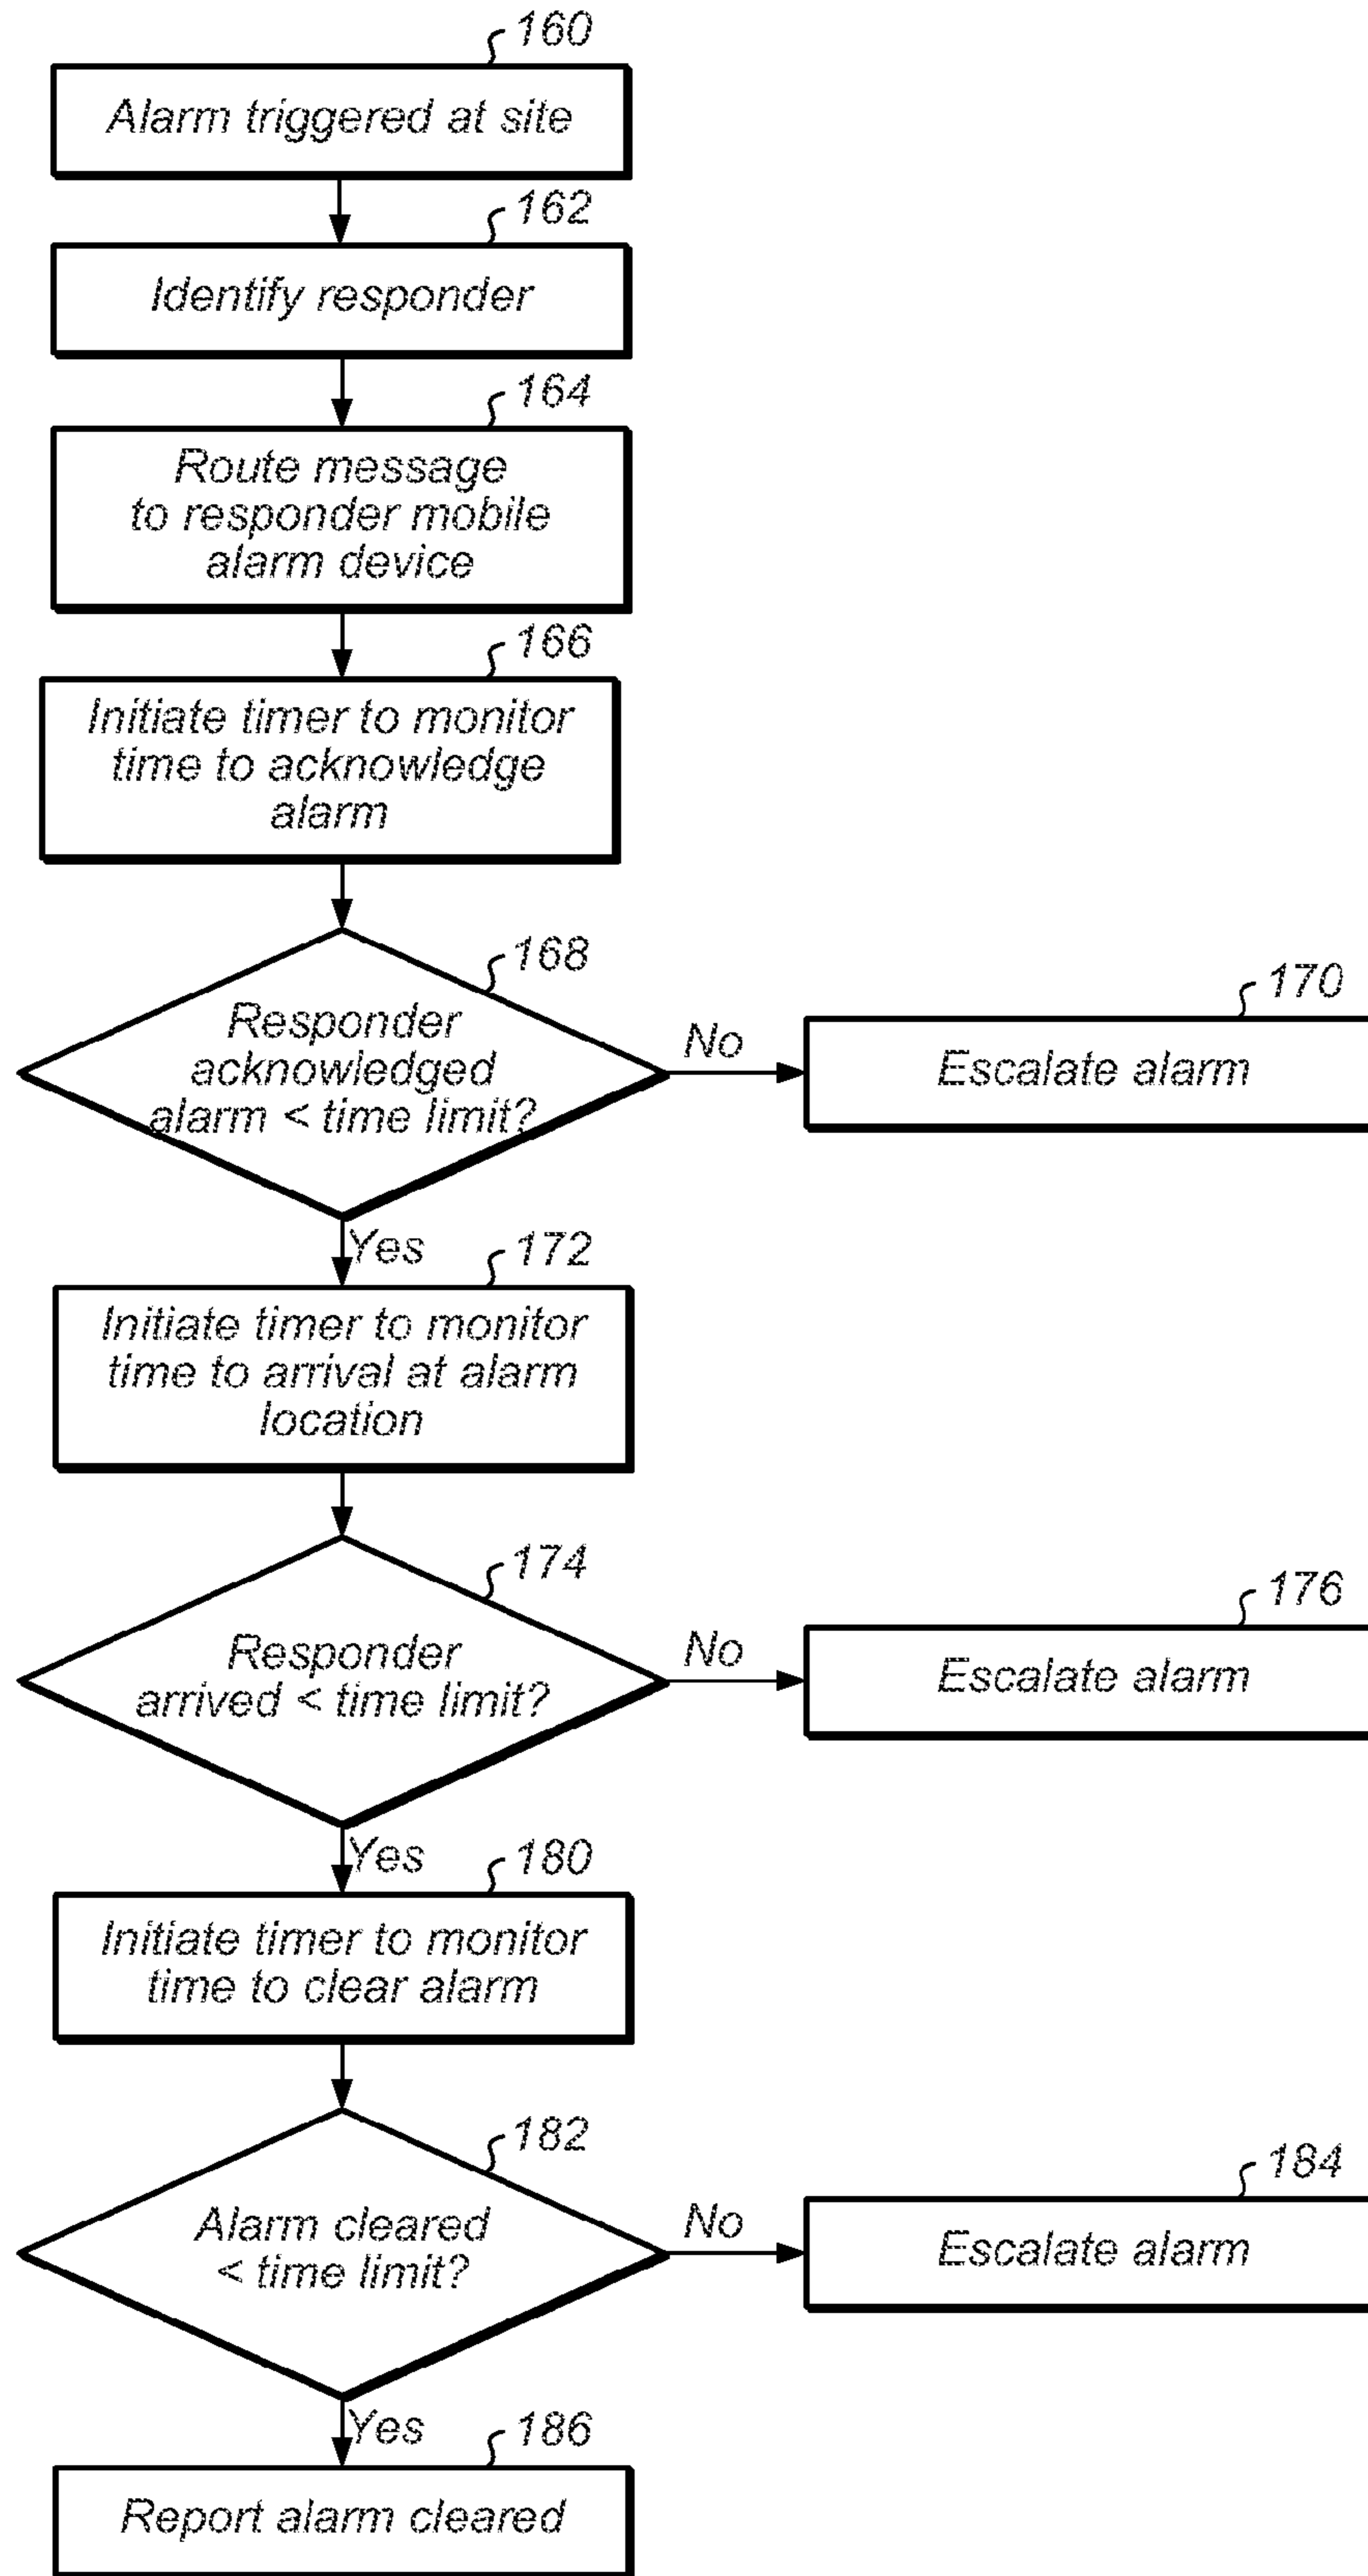 160
Alarm triggered at site
162
Identify responder
164
Route message
to responder mobile
alarm device
166
Initiate timer to monitor
time to acknowledge
alarm
168
Responder
acknowledged
alarm < time limit?
No
170
Escalate alarm
Yes
172
Initiate timer to monitor
time to arrival at alarm
location
174
Responder
arrived < time limit?
No
176
Escalate alarm
Yes
180
Initiate timer to monitor
time to clear alarm
182
Alarm cleared
< time limit?
No
184
Escalate alarm
Yes
186
Report alarm cleared